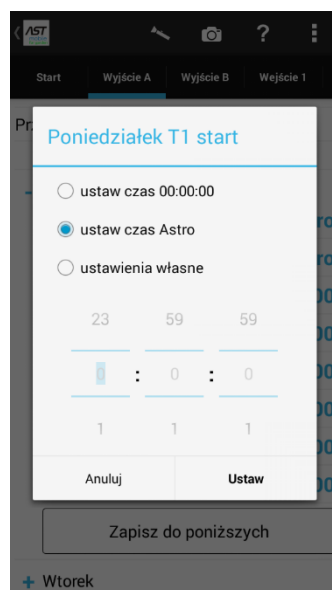 AST
?
Start Wyjście A Wyjście B Wejście 1
Poniedziałek T1 start
ustaw czas 00:00:00
ustaw czas Astro
ustawienia własne
23 59 59
0 : 0 : 0
1 1 1
Anuluj Ustaw
Zapisz do poniższych
+ Wtorek